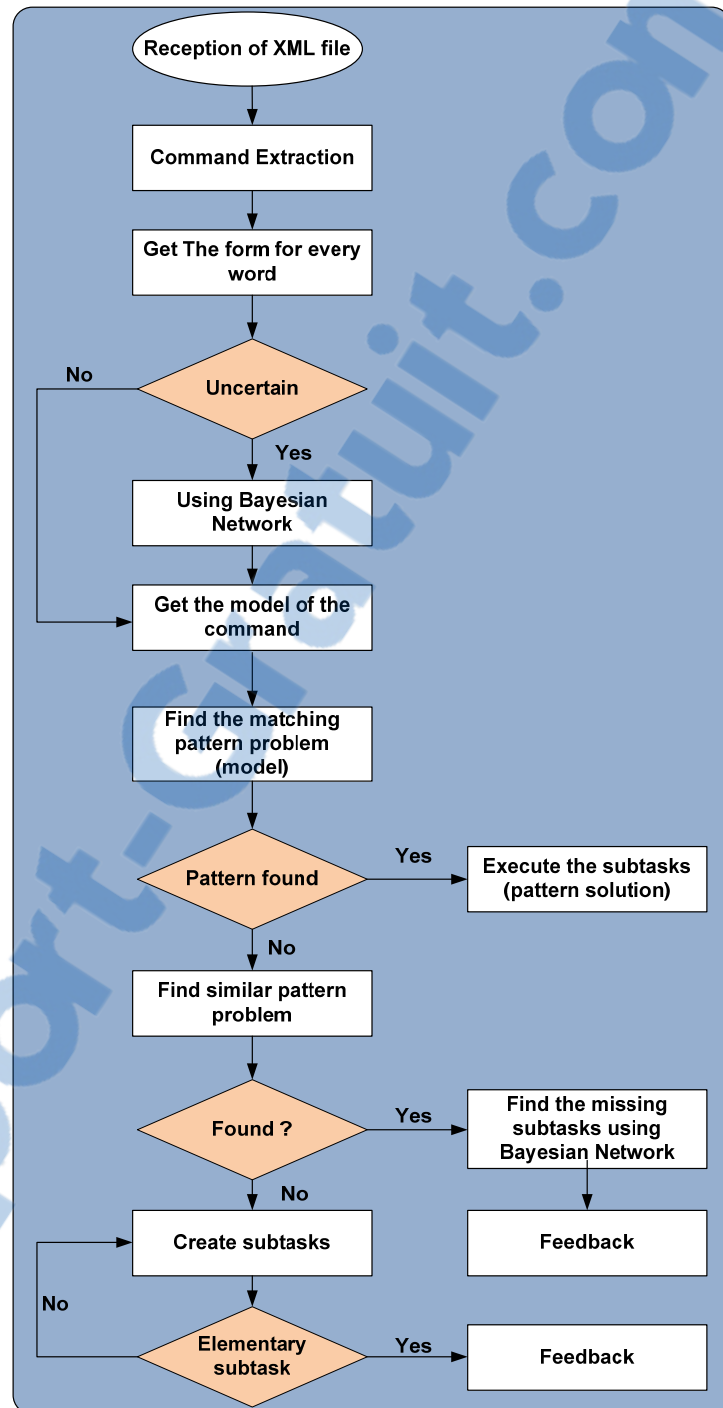 Reception of XML file
Command Extraction
Get The form for every
word
No
Uncertain
Yes
Using Bayesian
Network
Get the model of the
command
Find the matching
pattern problem
(model)
Pattern found
Yes
Execute the subtasks
(pattern solution)
No
Find similar pattern
problem
Found ?
Yes
Find the missing
subtasks using
Bayesian Network
No
Create subtasks
Feedback
No
Elementary
subtask
Yes
Feedback
ort-Gratuit.com